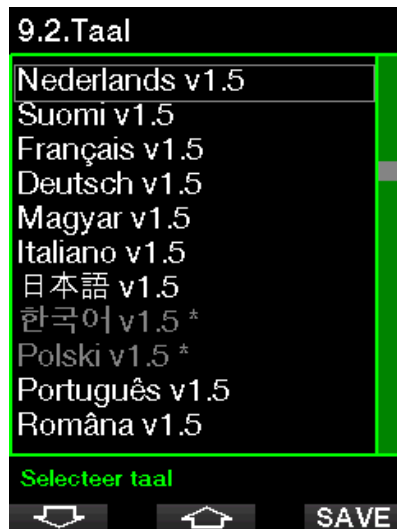 9.2.Taal
Nederlands v1.5
Suomi v1.5
Français v1.5
Deutsch v1.5
Magyar v1.5
Italiano v1.5
日本語 v1.5
한국어 v1.5 *
Polski v1.5 *
Português v1.5
Româna v1.5
Selecteer taal
SAVE